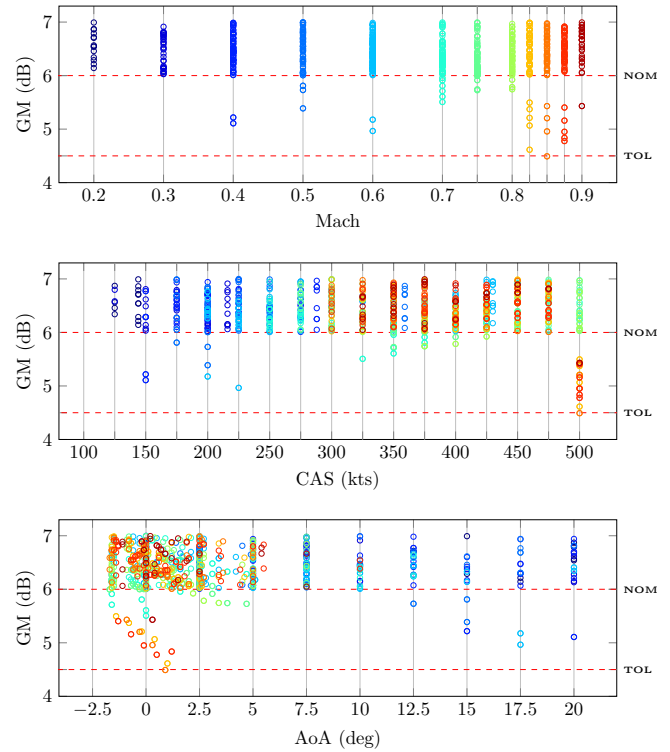 7
6
5
4
GM (dB)
NOM
TOL
0.2 0.3 0.4 0.5 0.6 0.7 0.8 0.9
Mach
7
6
5
4
GM (dB)
NOM
TOL
100 150 200 250 300 350 400 450 500
CAS (kts)
7
6
5
4
GM (dB)
NOM
TOL
−2.5 0 2.5 5 7.5 10 12.5 15 17.5 20
AoA (deg)